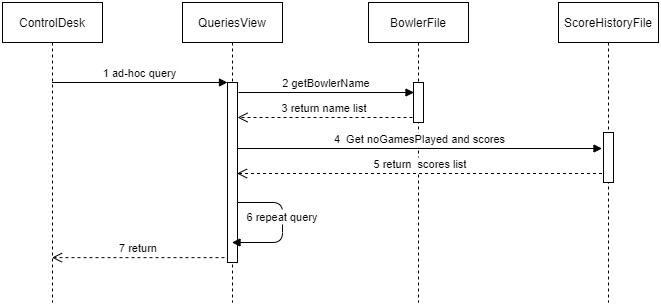 ControlDesk
QueriesView
BowlerFile
ScoreHistoryFile
1 ad-hoc query
2 getBowlerName
3 return name list
4  Get noGamesPlayed and scores
5 return  scores list
6 repeat query
7 return